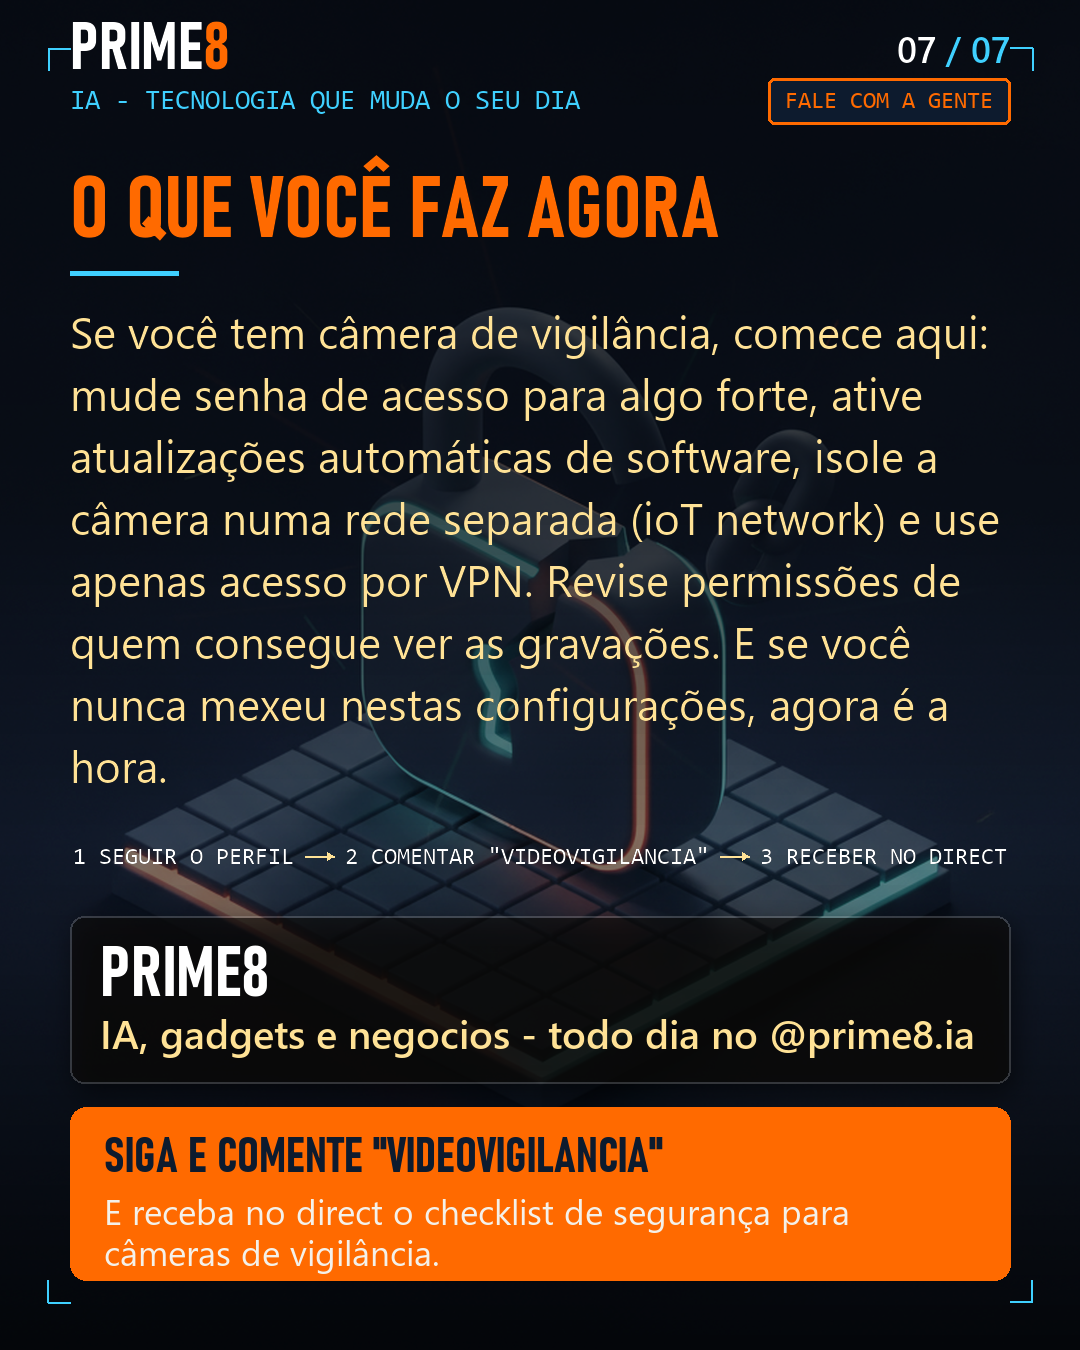 PRIME8
07 / 07
IA - TECNOLOGIA QUE MUDA O SEU DIA
FALE COM A GENTE
O QUE VOCÊ FAZ AGORA
Se você tem câmera de vigilância, comece aqui:
mude senha de acesso para algo forte, ative
atualizações automáticas de software, isole a
câmera numa rede separada (ioT network) e use
apenas acesso por VPN. Revise permissões de
quem consegue ver as gravações. E se você
nunca mexeu nestas configurações, agora é a
hora.
1 SEGUIR O PERFIL → 2 COMENTAR "VIDEOVIGILANCIA" → 3 RECEBER NO DIRECT
PRIME8
IA, gadgets e negocios - todo dia no @prime8.ia
SIGA E COMENTE "VIDEOVIGILANCIA"
E receba no direct o checklist de segurança para
câmeras de vigilância.